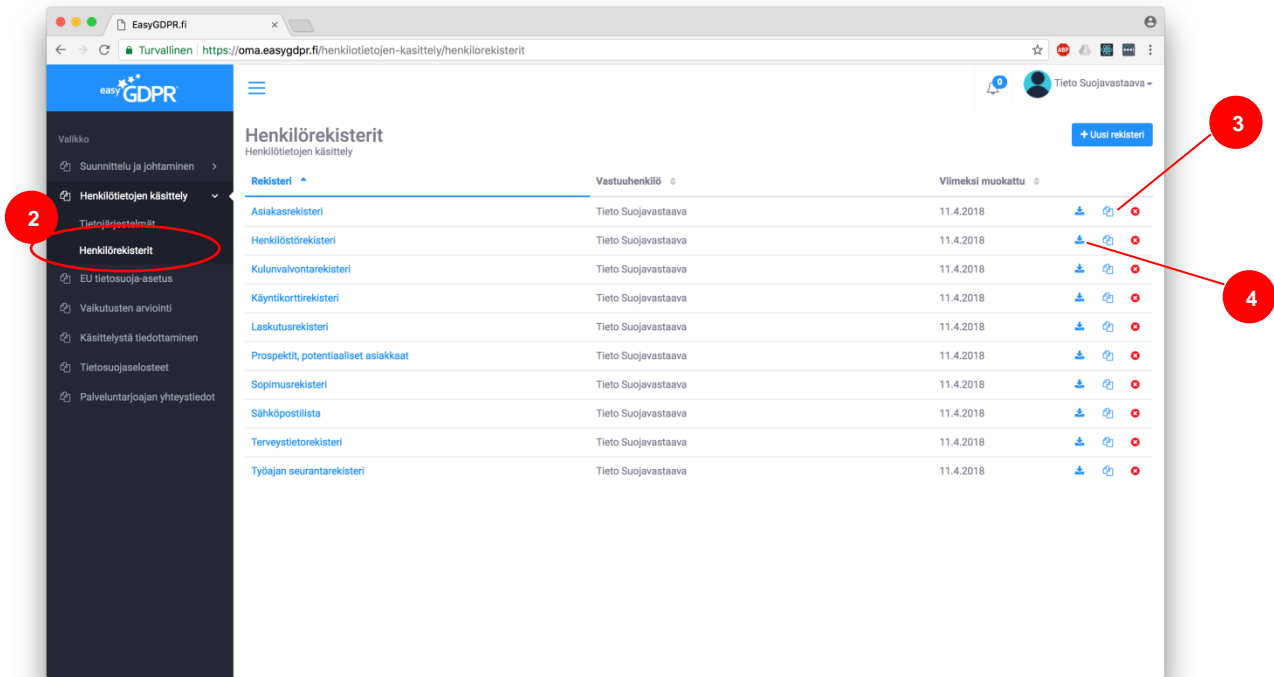 EasyGDPR.fi
Turvallinen | https://oma.easygdpr.fi/henkilotietojen-kasittely/henkilorekisterit
ABP
easy GDPR
0
Tieto Suojavastaava
Valikko
Suunnittelu ja johtaminen
Henkilötietojen käsittely
Tietojärjestelmät
Henkilörekisterit
EU tietosuoja-asetus
Vaikutusten arviointi
Käsittelystä tiedottaminen
Tietosuojaselosteet
Palveluntarjoajan yhteystiedot
Henkilörekisterit
Henkilötietojen käsittely
+ Uusi rekisteri
Rekisteri Vastuuhenkilö Viimeksi muokattu
Asiakasrekisteri Tieto Suojavastaava 11.4.2018
Henkilöstörekisteri Tieto Suojavastaava 11.4.2018
Kulunvalvontarekisteri Tieto Suojavastaava 11.4.2018
Käyntikorttirekisteri Tieto Suojavastaava 11.4.2018
Laskutusrekisteri Tieto Suojavastaava 11.4.2018
Prospektit, potentiaaliset asiakkaat Tieto Suojavastaava 11.4.2018
Sopimusrekisteri Tieto Suojavastaava 11.4.2018
Sähköpostilista Tieto Suojavastaava 11.4.2018
Terveystietorekisteri Tieto Suojavastaava 11.4.2018
Työajan seurantarekisteri Tieto Suojavastaava 11.4.2018
2
3
4